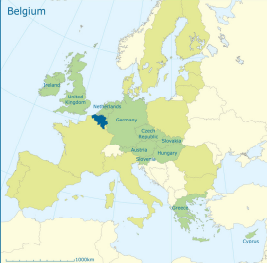 Belgium
Ireland
United
Kingdom
Netherlands
Germany
Czech
Republic
Slovakia
Austria
Hungary
Slovenia
Greece
Cyprus
1000km